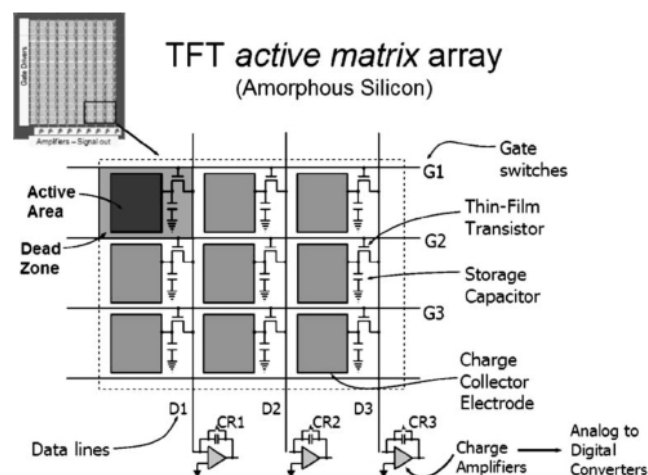 TFT active matrix array
(Amorphous Silicon)
Gate Drivers
Amplifiers – Signal out
G1
Gate
switches
Active
Area
Thin-Film
Transistor
Dead
Zone
G2
Storage
Capacitor
G3
Charge
Collector
Electrode
D1
D2
D3
CR1
CR2
CR3
Data lines
Charge
Amplifiers
Analog to
Digital
Converters